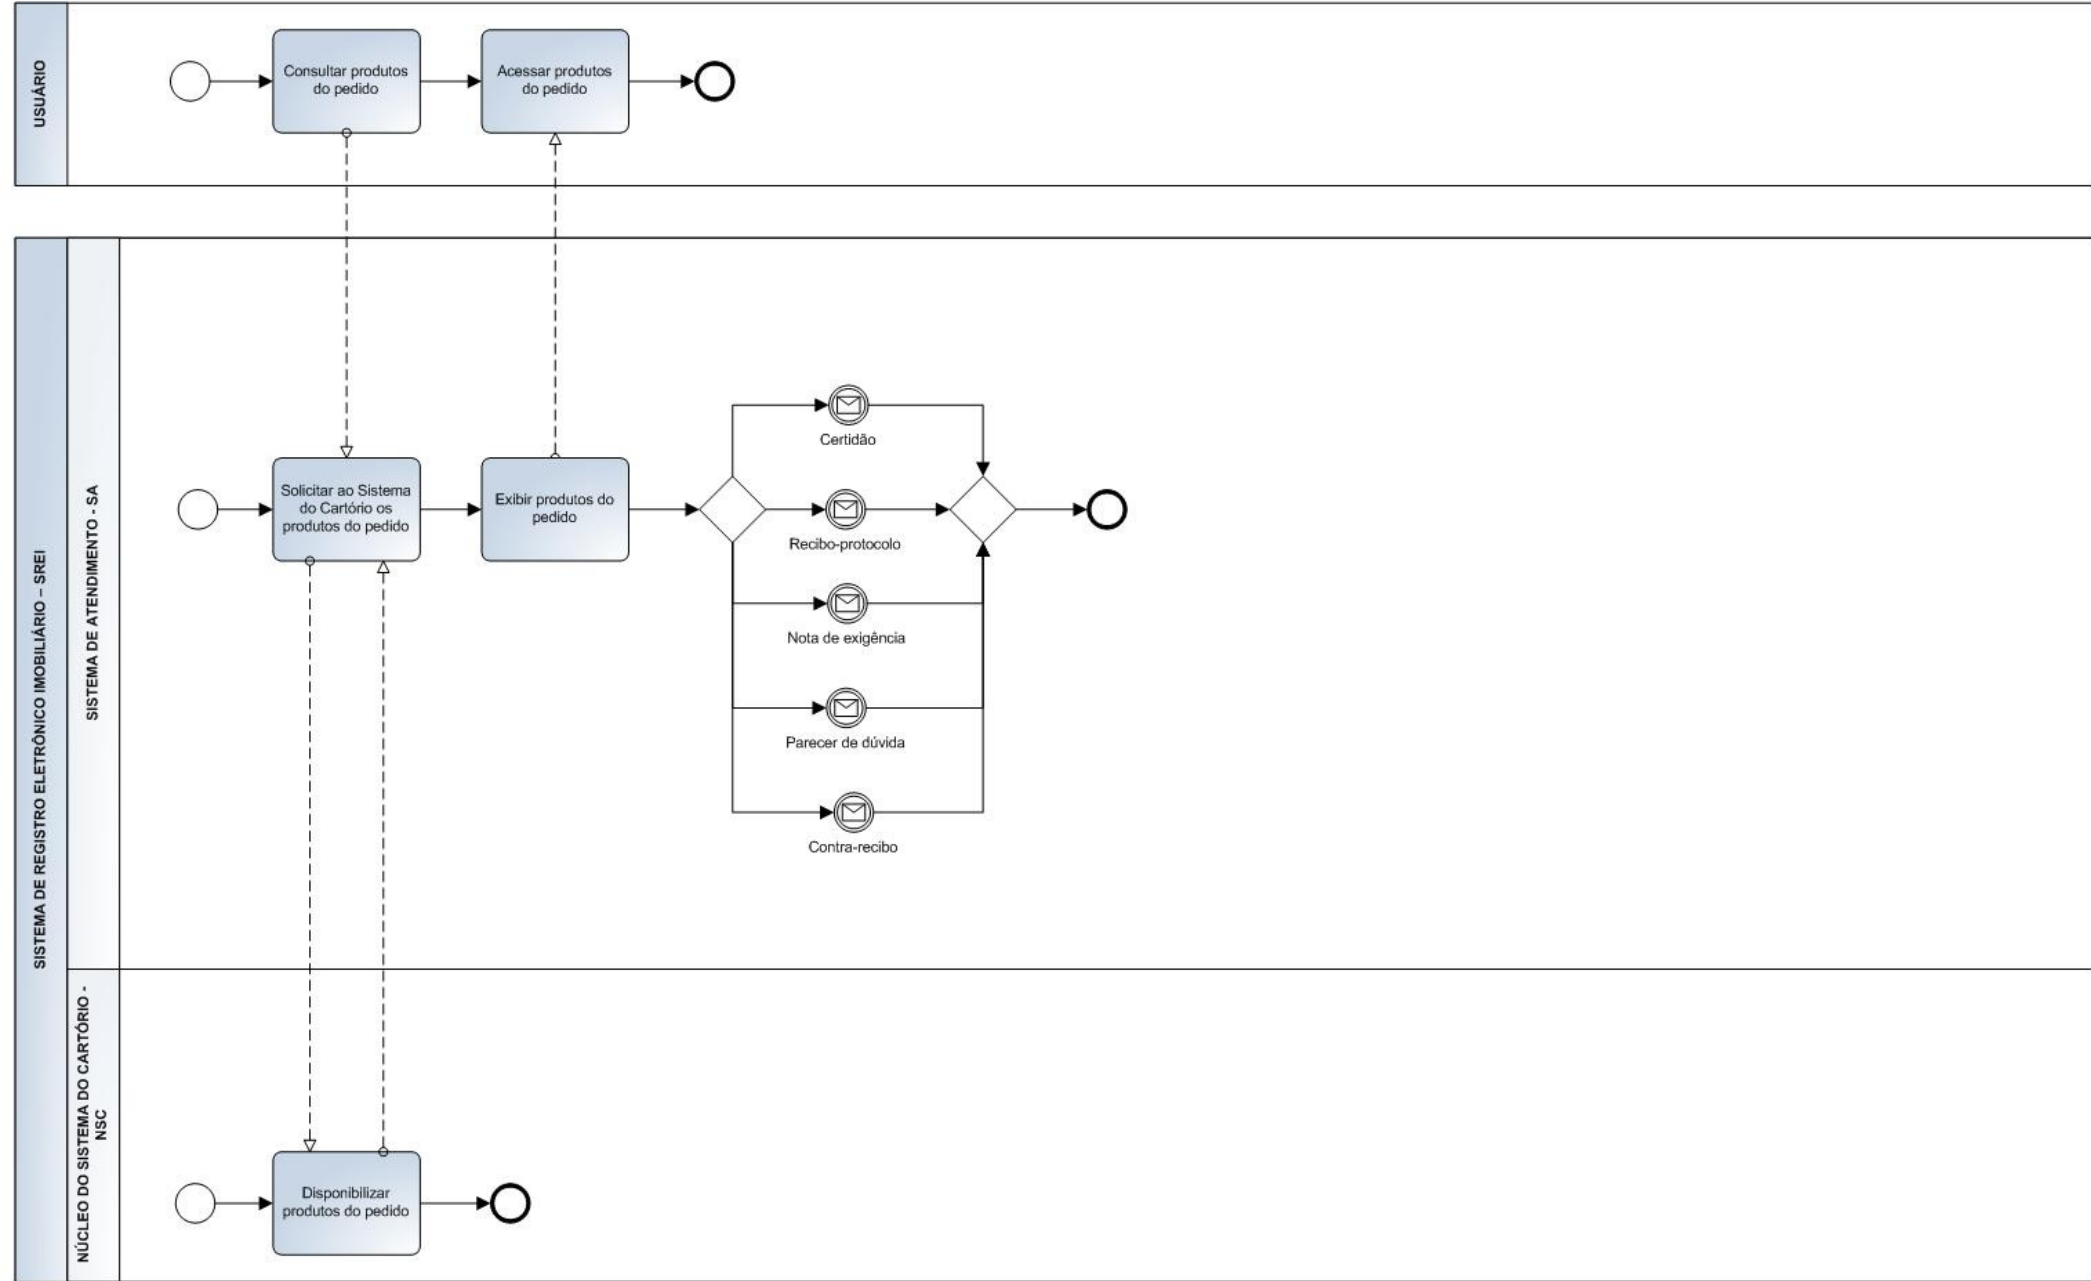 USUÁRIO
Consultar produtos
do pedido
Acessar produtos
do pedido
SISTEMA DE REGISTRO ELETRÔNICO IMOBILIÁRIO – SREI
SISTEMA DE ATENDIMENTO - SA
Solicitar ao Sistema
do Cartório os
produtos do pedido
Exibir produtos do
pedido
Certidão
Recibo-protocolo
Nota de exigência
Parecer de dúvida
Contra-recibo
NÚCLEO DO SISTEMA DO CARTÓRIO -
NSC
Disponibilizar
produtos do pedido